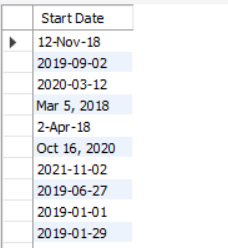 Start Date
12-Nov-18
2019-09-02
2020-03-12
Mar 5, 2018
2-Apr-18
Oct 16, 2020
2021-11-02
2019-06-27
2019-01-01
2019-01-29